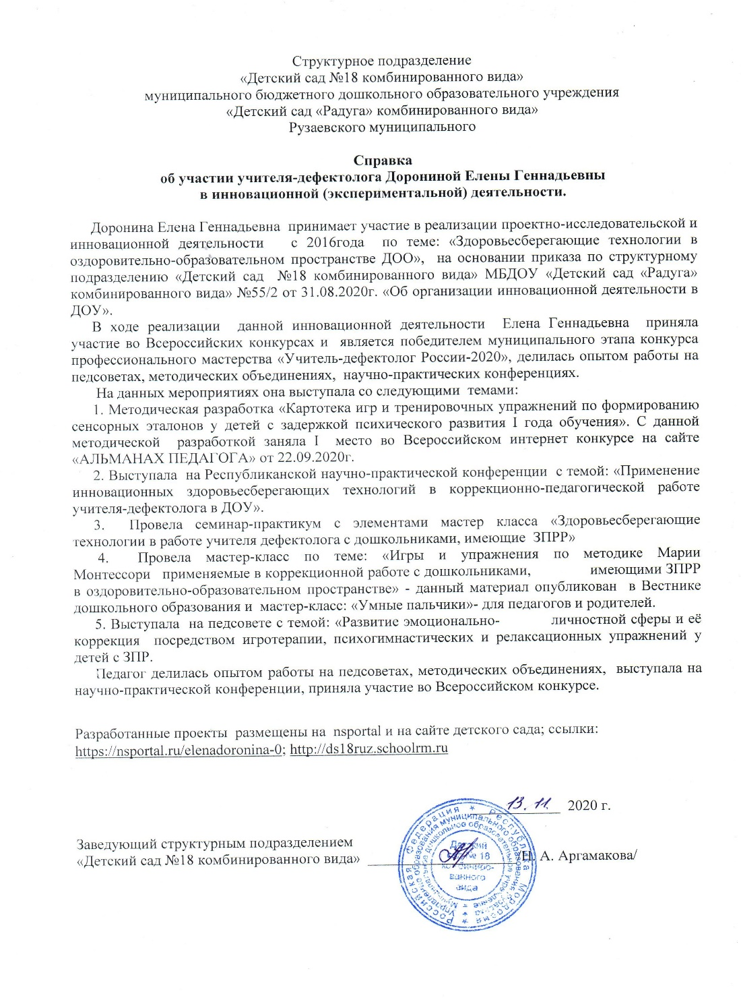 Структурное подразделение
«Детский сад №18 комбинированного вида»
муниципального бюджетного дошкольного образовательного учреждения
«Детский сад «Радуга» комбинированного вида»
Рузаевского муниципального
Справка
об участии учителя-дефектолога Дорониной Елены Геннадьевны
в инновационной (экспериментальной) деятельности.
Доронина Елена Геннадьевна принимает участие в реализации проектно-исследовательской и
инновационной деятельности с 2016года по теме: «Здоровьесберегающие технологии в
оздоровительно-образовательном пространстве ДОО», на основании приказа по структурному
подразделению «Детский сад №18 комбинированного вида» МБДОУ «Детский сад «Радуга»
комбинированного вида» №55/2 от 31.08.2020г. «Об организации инновационной деятельности в
ДОУ».
В ходе реализации данной инновационной деятельности Елена Геннадьевна приняла
участие во Всероссийских конкурсах и является победителем муниципального этапа конкурса
профессионального мастерства «Учитель-дефектолог России-2020», делилась опытом работы на
педсоветах, методических объединениях, научно-практических конференциях.
На данных мероприятиях она выступала со следующими темами:
1. Методическая разработка «Картотека игр и тренировочных упражнений по формированию
сенсорных эталонов у детей с задержкой психического развития I года обучения». С данной
методической разработкой заняла I место во Всероссийском интернет конкурсе на сайте
«АЛЬМАНАХ ПЕДАГОГА» от 22.09.2020г.
2. Выступала на Республиканской научно-практической конференции с темой: «Применение
инновационных здоровьесберегающих технологий в коррекционно-педагогической работе
учителя-дефектолога в ДОУ».
3. Провела семинар-практикум с элементами мастер класса «Здоровьесберегающие
технологии в работе учителя дефектолога с дошкольниками, имеющие ЗПРР»
4. Провела мастер-класс по теме: «Игры и упражнения по методике Марии
Монтессори применяемые в коррекционной работе с дошкольниками, имеющими ЗПРР
в оздоровительно-образовательном пространстве» - данный материал опубликован в Вестнике
дошкольного образования и мастер-класс: «Умные пальчики»- для педагогов и родителей.
5. Выступала на педсовете с темой: «Развитие эмоционально- личностной сферы и её
коррекция посредством игротерапии, психогимнастических и релаксационных упражнений у
детей с ЗПР.
Педагог делилась опытом работы на педсоветах, методических объединениях, выступала на
научно-практической конференции, приняла участие во Всероссийском конкурсе.
Разработанные проекты размещены на nsportal и на сайте детского сада; ссылки:
https://nsportal.ru/elenadoronina-0; http://ds18ruz.schoolrm.ru
13.11 2020 г.
Заведующий структурным подразделением
«Детский сад №18 комбинированного вида» Н. А. Аргамакова/
Российская Федерация * Республика Мордовия *
Детский
сад № 18
комбиниро-
ванного
вида